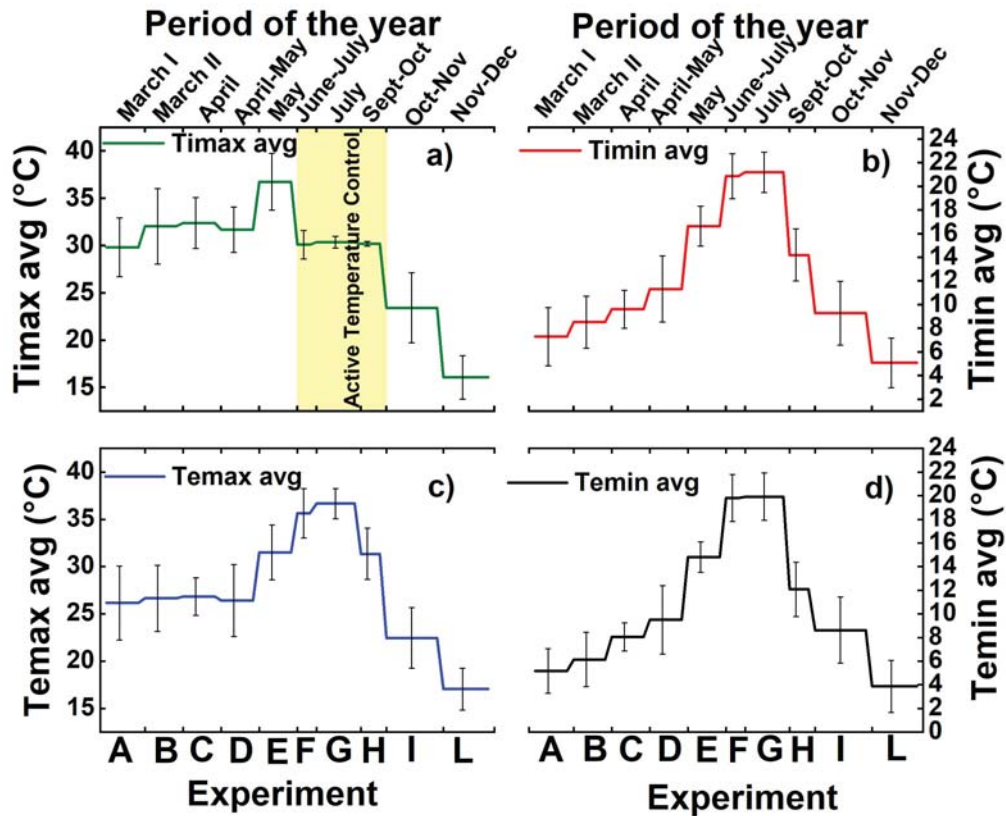 Period of the year
Period of the year
March I
March II
April
April-May
May
June-July
July
Sept-Oct
Oct-Nov
Nov-Dec
March I
March II
April
April-May
May
June-July
July
Sept-Oct
Oct-Nov
Nov-Dec
Timax avg (°C)
40
35
30
25
20
15
Timax avg
a)
Active Temperature Control
Timin avg
b)
24
22
20
18
16
14
12
10
8
6
4
2
Timin avg (°C)
Temax avg (°C)
40
35
30
25
20
15
Temax avg
c)
Temin avg
d)
24
22
20
18
16
14
12
10
8
6
4
2
0
Temin avg (°C)
A B C D E F G H I L
A B C D E F G H I L
Experiment
Experiment